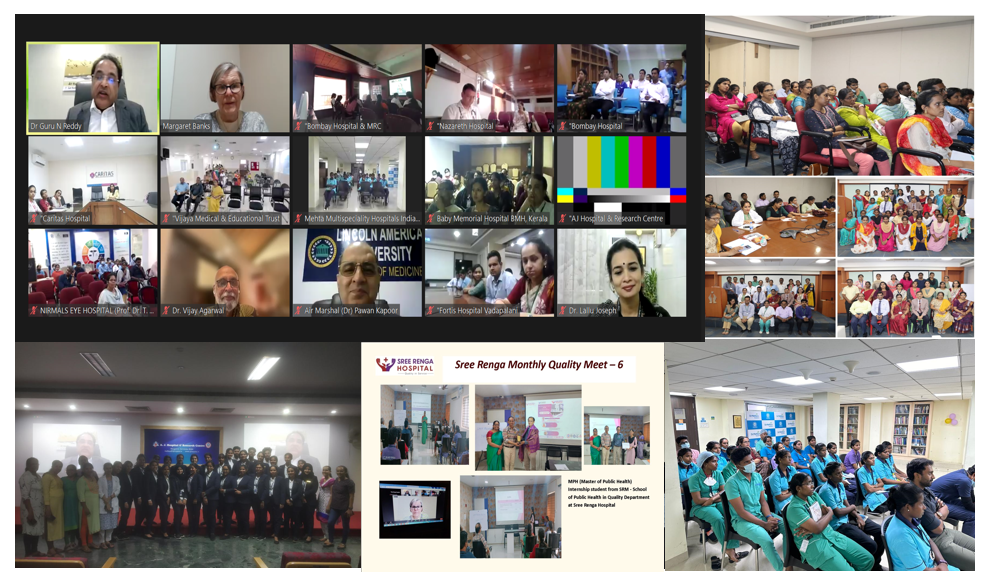 Dr Guru N Reddy
Margaret Banks
"Bombay Hospital & MRC
"Nazareth Hospital
"Bombay Hospital
CARITAS
"Caritas Hospital
"Vijaya Medical & Educational Trust
Mehta Multispeciality Hospitals India...
Baby Memorial Hospital BMH, Kerala
"AJ Hospital & Research Centre
LINCOLN AMERICA
UNIVERSITY
OF MEDICINE
NIRMALS EYE HOSPITAL (Prof. Dr. T. ...
Dr. Vijay Agarwal
Air Marshal (Dr) Pawan Kapoor
"Fortis Hospital Vadapalani
Dr. Lallu Joseph
SREE RENGA
HOSPITAL
Sree Renga Monthly Quality Meet – 6
MPH (Master of Public Health)
Internship student from SRM - School
of Public Health in Quality Department
at Sree Renga Hospital